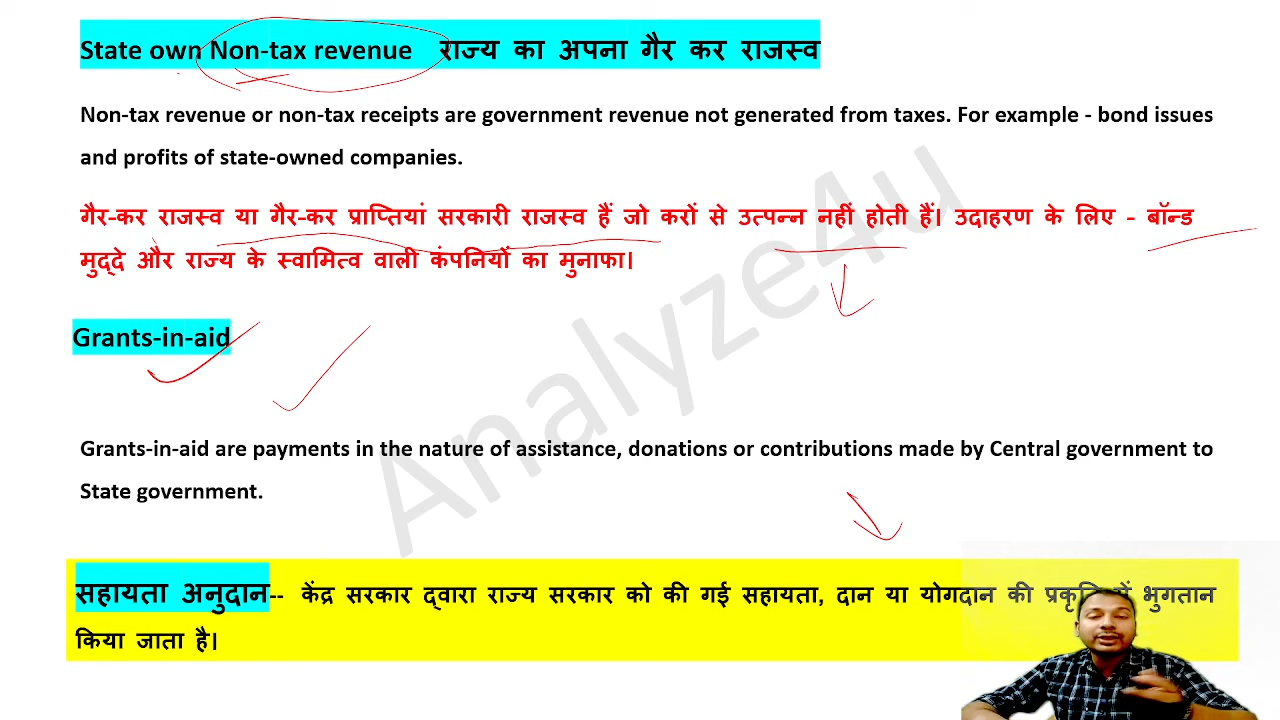 State own Non-tax revenue राज्य का अपना गैर कर राजस्व
Non-tax revenue or non-tax receipts are government revenue not generated from taxes. For example - bond issues
and profits of state-owned companies.
गैर-कर राजस्व या गैर-कर प्राप्तियां सरकारी राजस्व हैं जो करों से उत्पन्न नहीं होती हैं। उदाहरण के लिए - बॉन्ड
मुद्दे और राज्य के स्वामित्व वाली कंपनियों का मुनाफा।
Grants-in-aid
Grants-in-aid are payments in the nature of assistance, donations or contributions made by Central government to
State government.
सहायता अनुदान-- केंद्र सरकार द्वारा राज्य सरकार को की गई सहायता, दान या योगदान की प्रकृति में भुगतान
किया जाता है।
Analyze4u